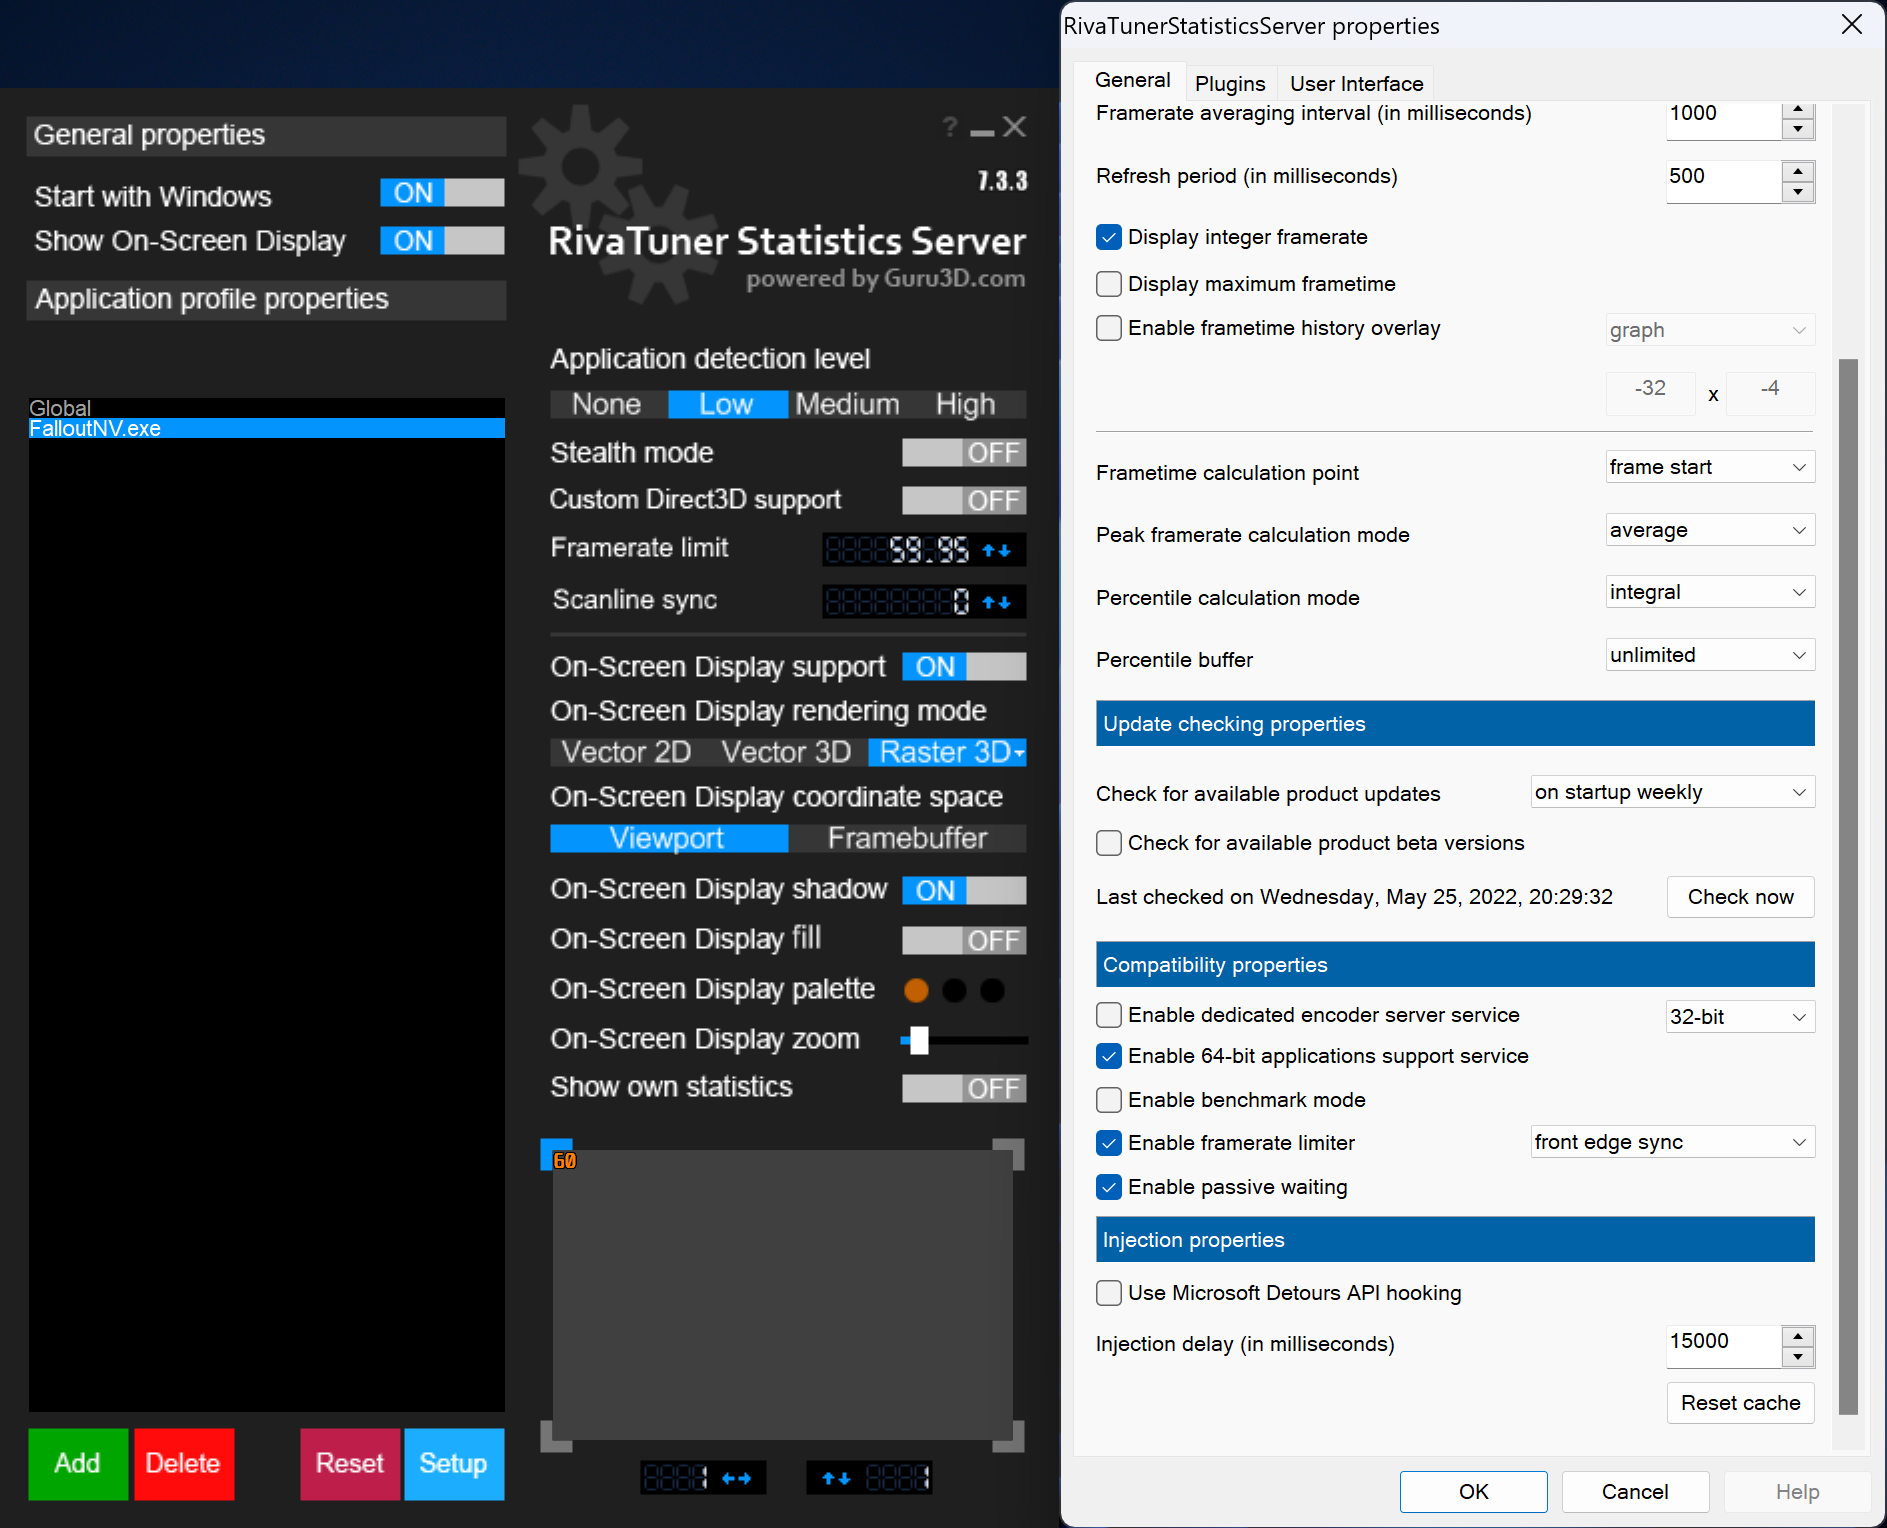 General properties
Start with Windows
ON
Show On-Screen Display
ON
Application profile properties
Global
FalloutNV.exe
Add
Delete
Reset
Setup
?
7.3.3
RivaTuner Statistics Server
powered by Guru3D.com
Application detection level
None Low Medium High
Stealth mode
OFF
Custom Direct3D support
OFF
Framerate limit
59.95
Scanline sync
0
On-Screen Display support
ON
On-Screen Display rendering mode
Vector 2D Vector 3D Raster 3D
On-Screen Display coordinate space
Viewport Framebuffer
On-Screen Display shadow
ON
On-Screen Display fill
OFF
On-Screen Display palette
On-Screen Display zoom
Show own statistics
OFF
60
1
1
RivaTunerStatisticsServer properties
General Plugins User Interface
Framerate averaging interval (in milliseconds)
1000
Refresh period (in milliseconds)
500
Display integer framerate
Display maximum frametime
Enable frametime history overlay
graph
-32 x -4
Frametime calculation point
frame start
Peak framerate calculation mode
average
Percentile calculation mode
integral
Percentile buffer
unlimited
Update checking properties
Check for available product updates
on startup weekly
Check for available product beta versions
Last checked on Wednesday, May 25, 2022, 20:29:32
Check now
Compatibility properties
Enable dedicated encoder server service
32-bit
Enable 64-bit applications support service
Enable benchmark mode
Enable framerate limiter
front edge sync
Enable passive waiting
Injection properties
Use Microsoft Detours API hooking
Injection delay (in milliseconds)
15000
Reset cache
OK Cancel Help